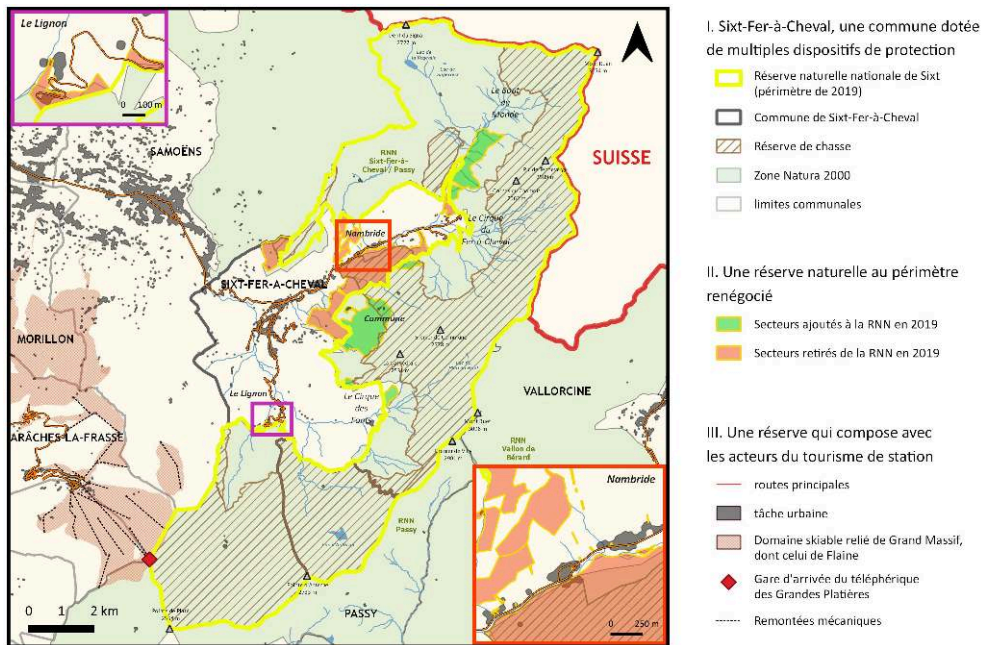 Le Lignon
0 100 m
SAMOËNS
Le Bout
du
Monde
RNN
Sixt-fer-à-
Cheval / Passy
SUISSE
Nambride
Le Cirque
du
Fer-à-Cheval
SIXT-FER-A-CHEVAL
Commune
MORILLON
VALLORCINE
Le Lignon
Le Cirque
des
ARÂCHES-LA-FRASSE
RNN
Vallon de
Bérard
Nambride
RNN
Passy
0 1 2 km
PASSY
0 250 m
I. Sixt-Fer-à-Cheval, une commune dotée
de multiples dispositifs de protection
Réserve naturelle nationale de Sixt
(périmètre de 2019)
Commune de Sixt-Fer-à-Cheval
Réserve de chasse
Zone Natura 2000
limites communales
II. Une réserve naturelle au périmètre
renégocié
Secteurs ajoutés à la RNN en 2019
Secteurs retirés de la RNN en 2019
III. Une réserve qui compose avec
les acteurs du tourisme de station
routes principales
tâche urbaine
Domaine skiable relié de Grand Massif,
dont celui de Flaine
Gare d'arrivée du téléphérique
des Grandes Platières
Remontées mécaniques